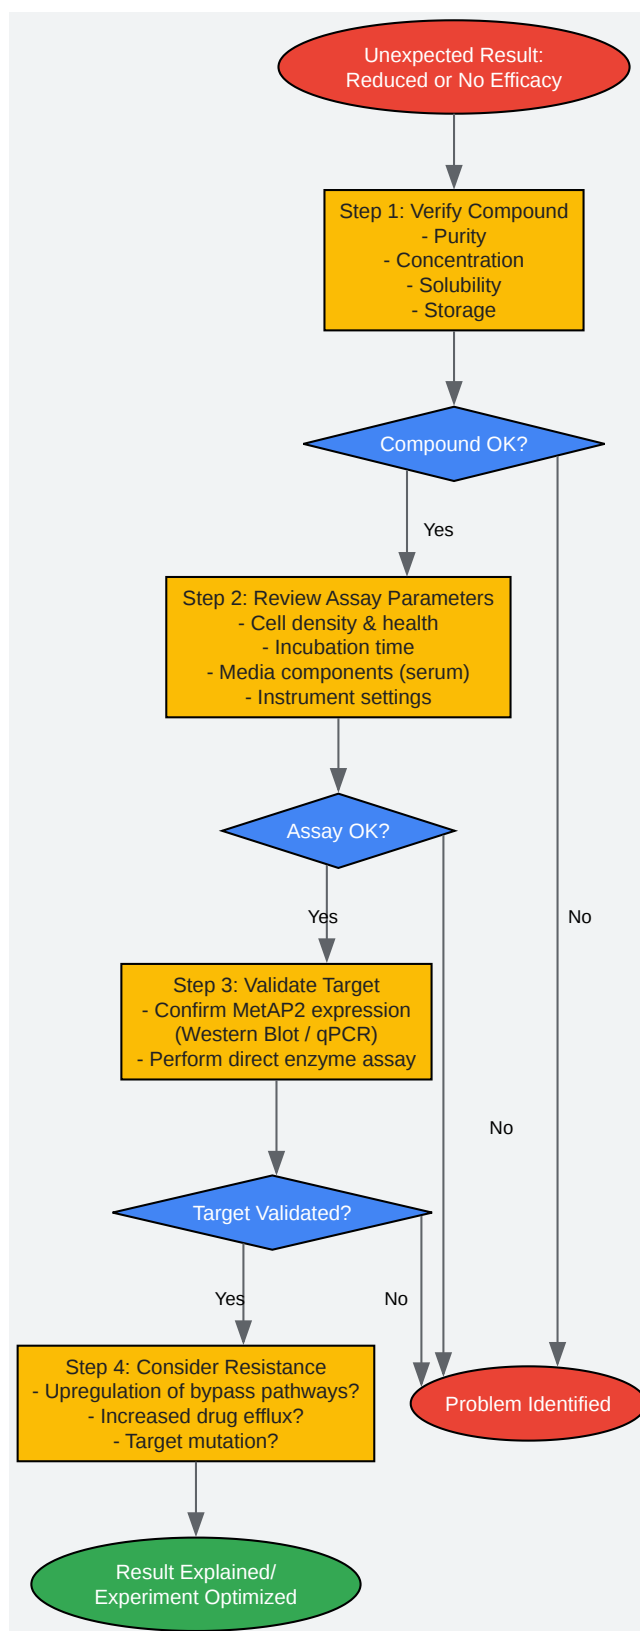 Unexpected Result:
Reduced or No Efficacy
Step 1: Verify Compound
- Purity
- Concentration
- Solubility
- Storage
Compound OK?
Yes
Step 2: Review Assay Parameters
- Cell density & health
- Incubation time
- Media components (serum)
- Instrument settings
Assay OK?
Yes
No
Step 3: Validate Target
- Confirm MetAP2 expression
(Western Blot / qPCR)
- Perform direct enzyme assay
No
Target Validated?
Yes
No
Step 4: Consider Resistance
- Upregulation of bypass pathways?
- Increased drug efflux?
- Target mutation?
Problem Identified
Result Explained/
Experiment Optimized